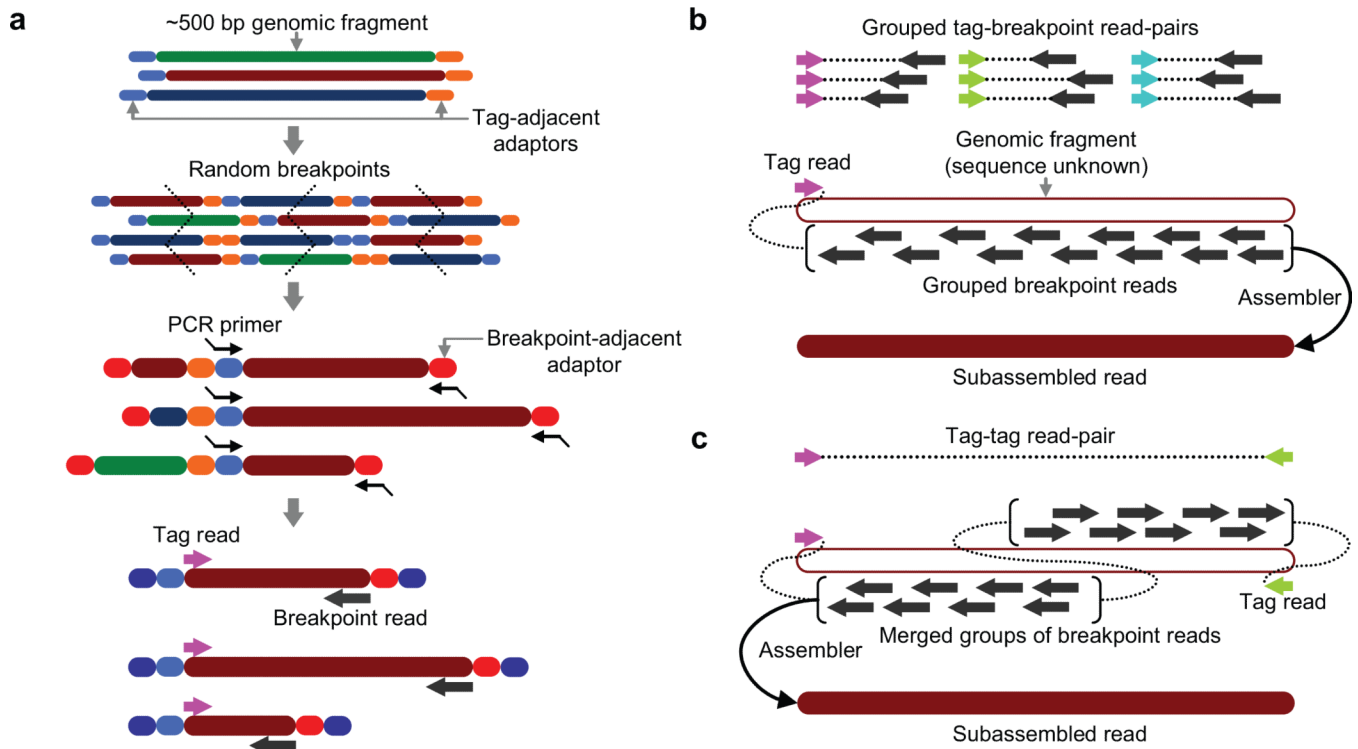 a
~500 bp genomic fragment
Tag-adjacent
adaptors
Random breakpoints
PCR primer
Breakpoint-adjacent
adaptor
Tag read
Breakpoint read
b
Grouped tag-breakpoint read-pairs
Genomic fragment
(sequence unknown)
Tag read
Grouped breakpoint reads
Assembler
Subassembled read
c
Tag-tag read-pair
Tag read
Merged groups of breakpoint reads
Assembler
Subassembled read